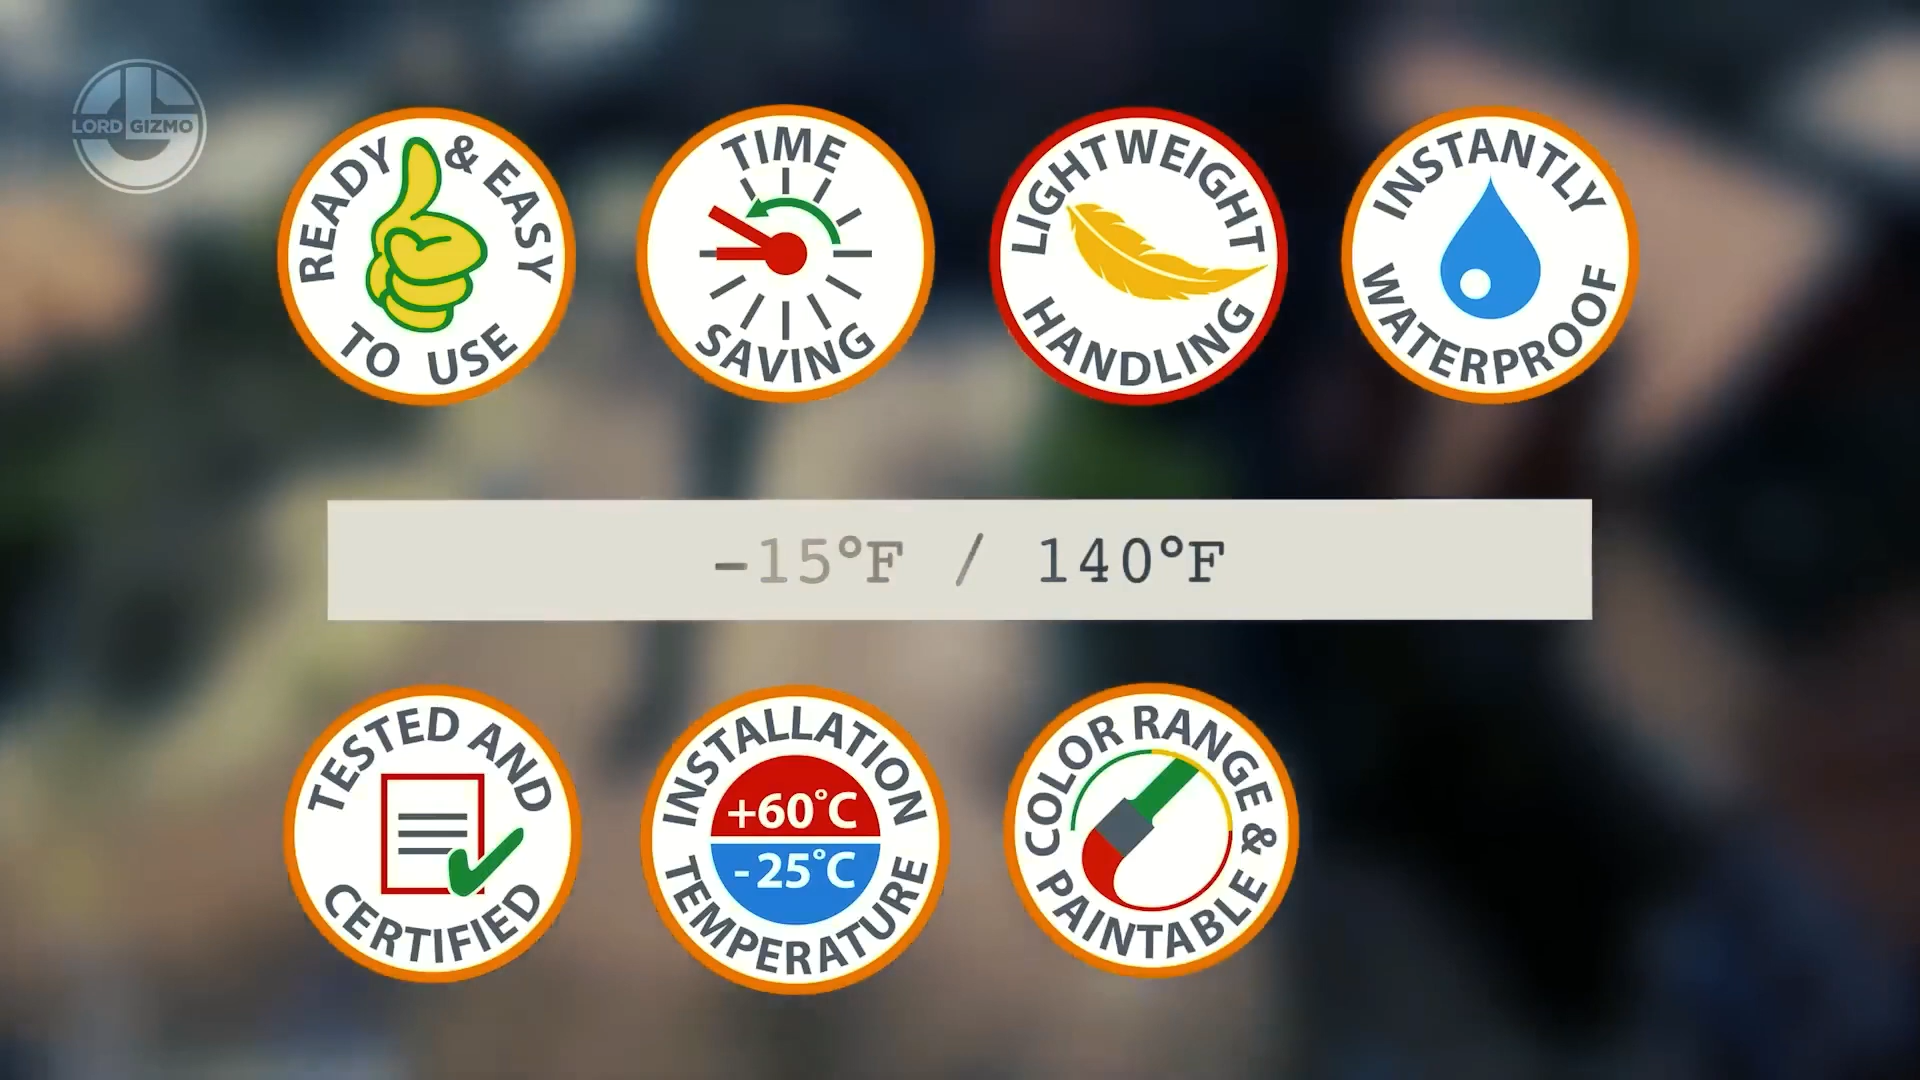 LORD GIZMO
READY & EASY
TO USE
TIME
SAVING
LIGHTWEIGHT
HANDLING
INSTANTLY
WATERPROOF
-15°F / 140°F
TESTED AND
CERTIFIED
INSTALLATION
+60°C
-25°C
TEMPERATURE
COLOR RANGE &
PAINTABLE